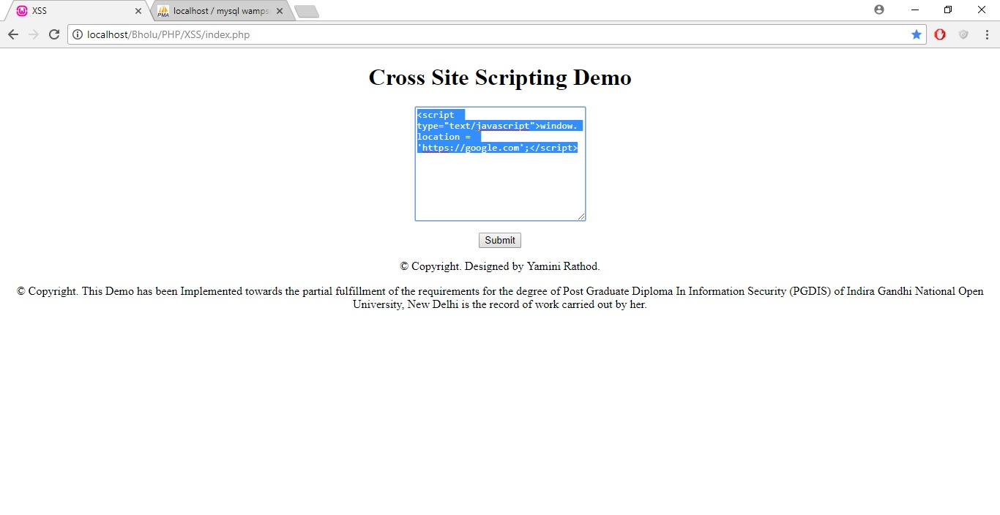 XSS
localhost / mysql wamps
localhost/Bholu/PHP/XSS/index.php
Cross Site Scripting Demo
<script
type="text/javascript">window.
location =
'https://google.com';</script>
Submit
© Copyright. Designed by Yamini Rathod.
© Copyright. This Demo has been Implemented towards the partial fulfillment of the requirements for the degree of Post Graduate Diploma In Information Security (PGDIS) of Indira Gandhi National Open
University, New Delhi is the record of work carried out by her.